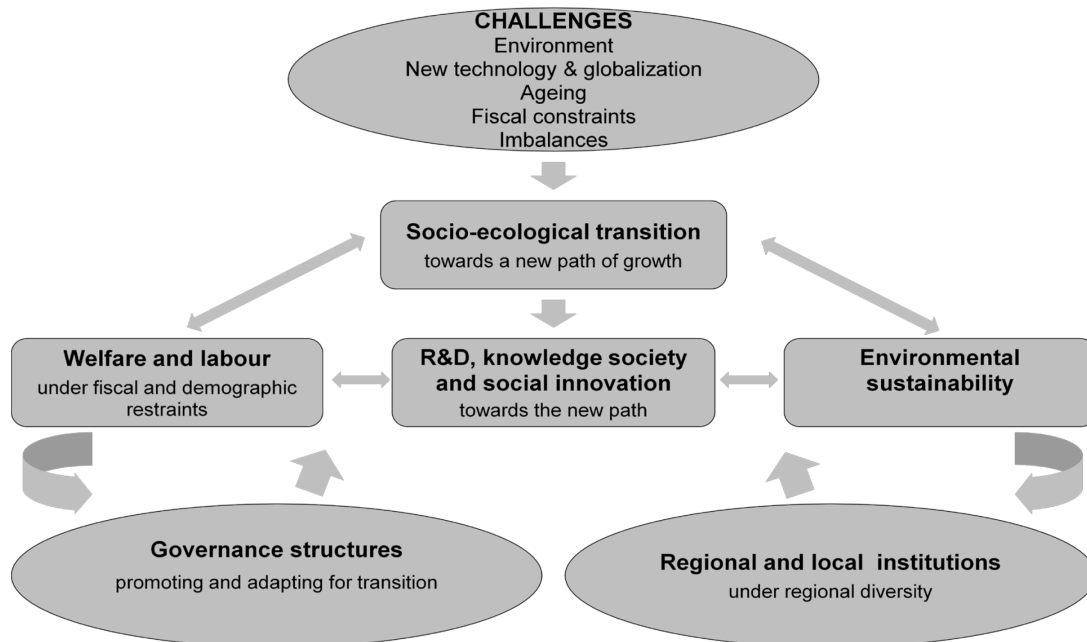 CHALLENGES
Environment
New technology & globalization
Ageing
Fiscal constraints
Imbalances
Socio-ecological transition
towards a new path of growth
Welfare and labour
under fiscal and demographic
restraints
R&D, knowledge society
and social innovation
towards the new path
Environmental
sustainability
Governance structures
promoting and adapting for transition
Regional and local institutions
under regional diversity